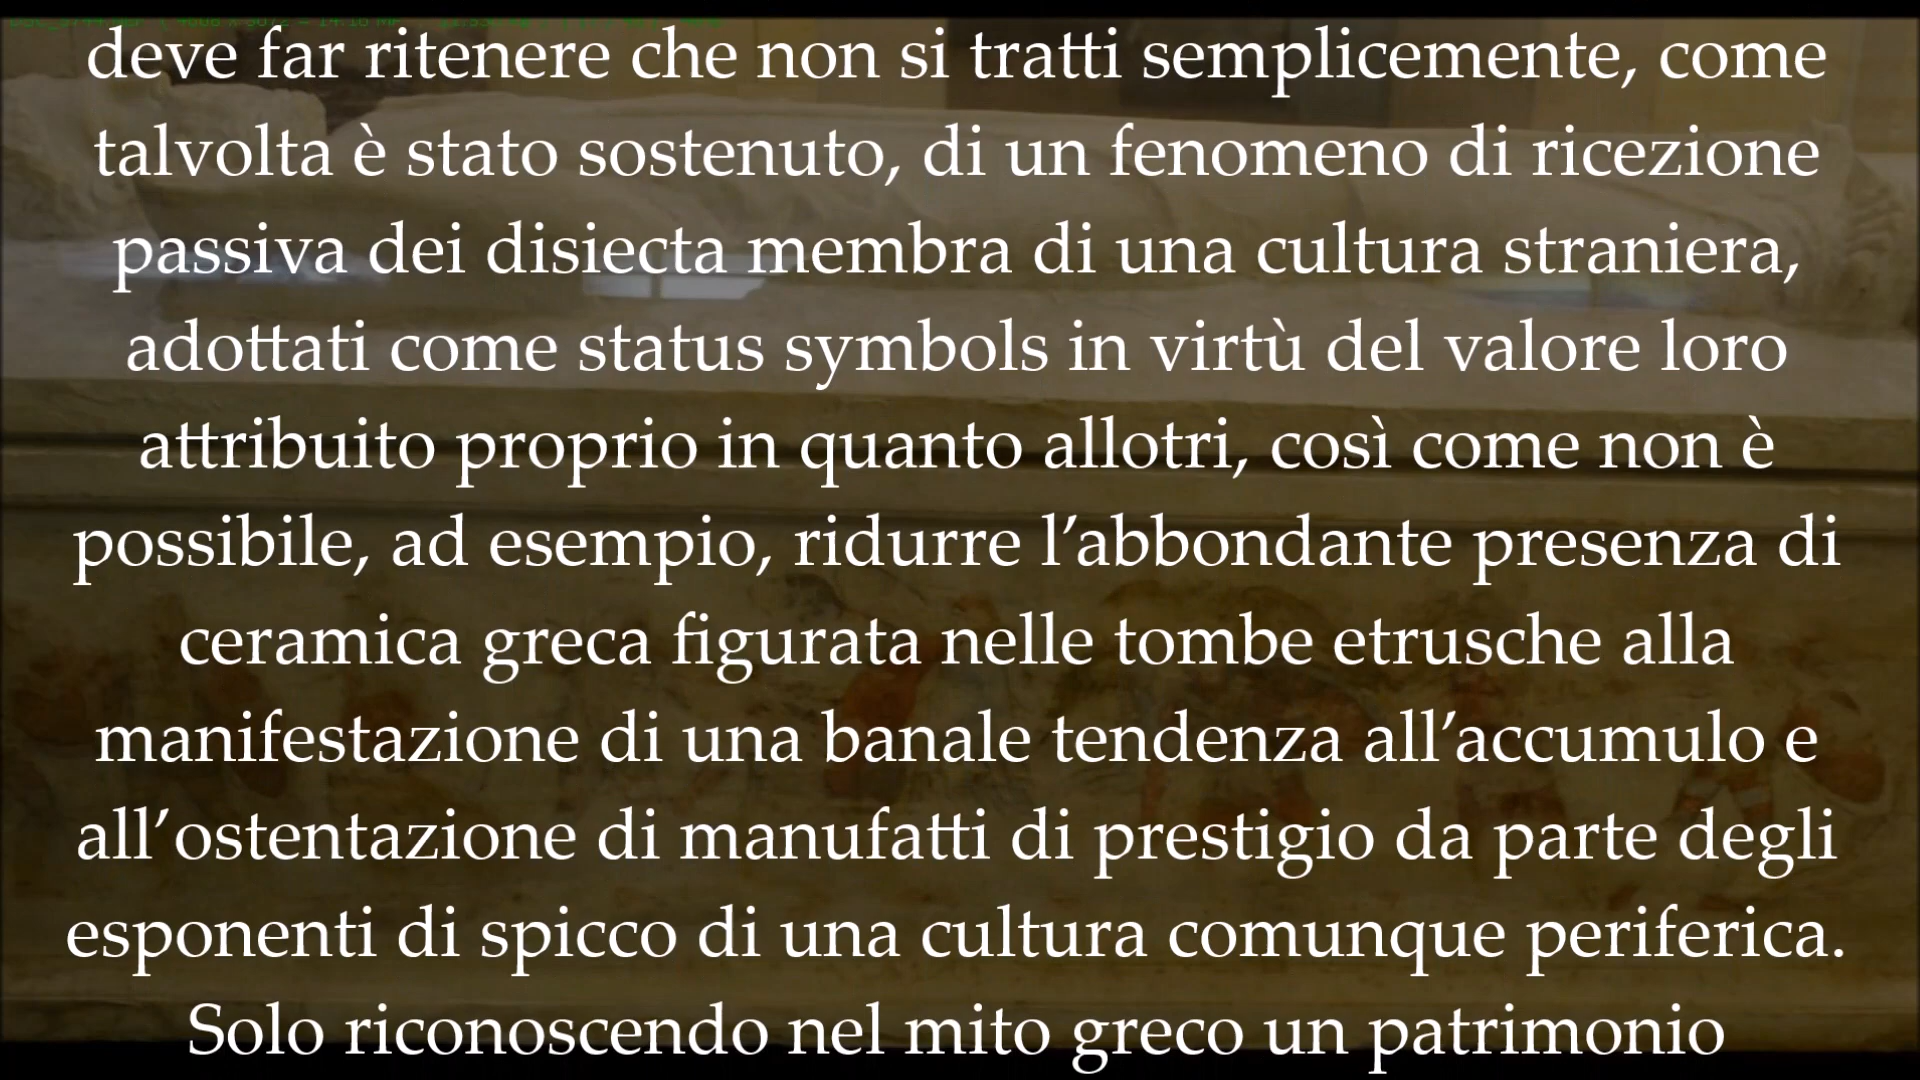 deve far ritenere che non si tratti semplicemente, come
talvolta è stato sostenuto, di un fenomeno di ricezione
passiva dei disiecta membra di una cultura straniera,
adottati come status symbols in virtù del valore loro
attribuito proprio in quanto allotri, così come non è
possibile, ad esempio, ridurre l’abbondante presenza di
ceramica greca figurata nelle tombe etrusche alla
manifestazione di una banale tendenza all’accumulo e
all’ostentazione di manufatti di prestigio da parte degli
esponenti di spicco di una cultura comunque periferica.
Solo riconoscendo nel mito greco un patrimonio